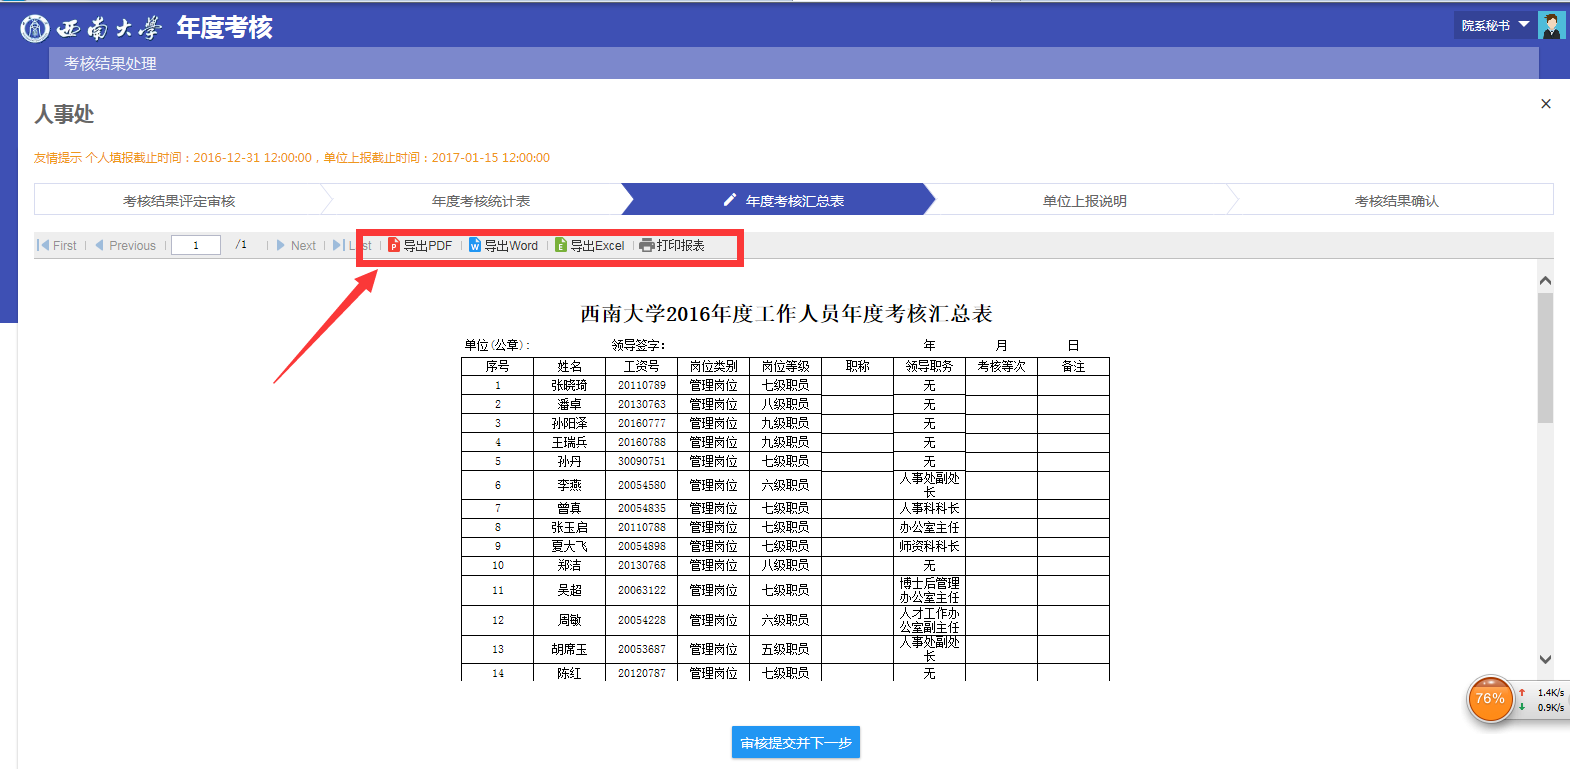 西南大学 年度考核
院系秘书
考核结果处理
人事处
友情提示 个人填报截止时间：2016-12-31 12:00:00，单位上报截止时间：2017-01-15 12:00:00
考核结果评定审核 年度考核统计表 年度考核汇总表 单位上报说明 考核结果确认
First Previous 1 /1 Next L st 导出PDF 导出Word 导出Excel 打印报表
西南大学2016年度工作人员年度考核汇总表
单位(公章): 领导签字: 年 月 日
序号 姓名 工资号 岗位类别 岗位等级 职称 领导职务 考核等次 备注
1 张晓琦 20110789 管理岗位 七级职员 无
2 潘卓 20130763 管理岗位 八级职员 无
3 孙阳泽 20160777 管理岗位 九级职员 无
4 王瑞兵 20160788 管理岗位 九级职员 无
5 孙丹 30090751 管理岗位 七级职员 无
6 李燕 20054580 管理岗位 六级职员 人事处副处长
7 曾真 20054835 管理岗位 七级职员 人事科科长
8 张玉启 20110788 管理岗位 七级职员 办公室主任
9 夏大飞 20054898 管理岗位 七级职员 师资科科长
10 郑洁 20130768 管理岗位 八级职员 无
11 吴超 20063122 管理岗位 七级职员 博士后管理办公室主任
12 周敏 20054228 管理岗位 六级职员 人才工作办公室副主任
13 胡席玉 20053687 管理岗位 五级职员 人事处副处长
14 陈红 20120787 管理岗位 七级职员 无
76% 1.4K/s
0.9K/s
审核提交并下一步